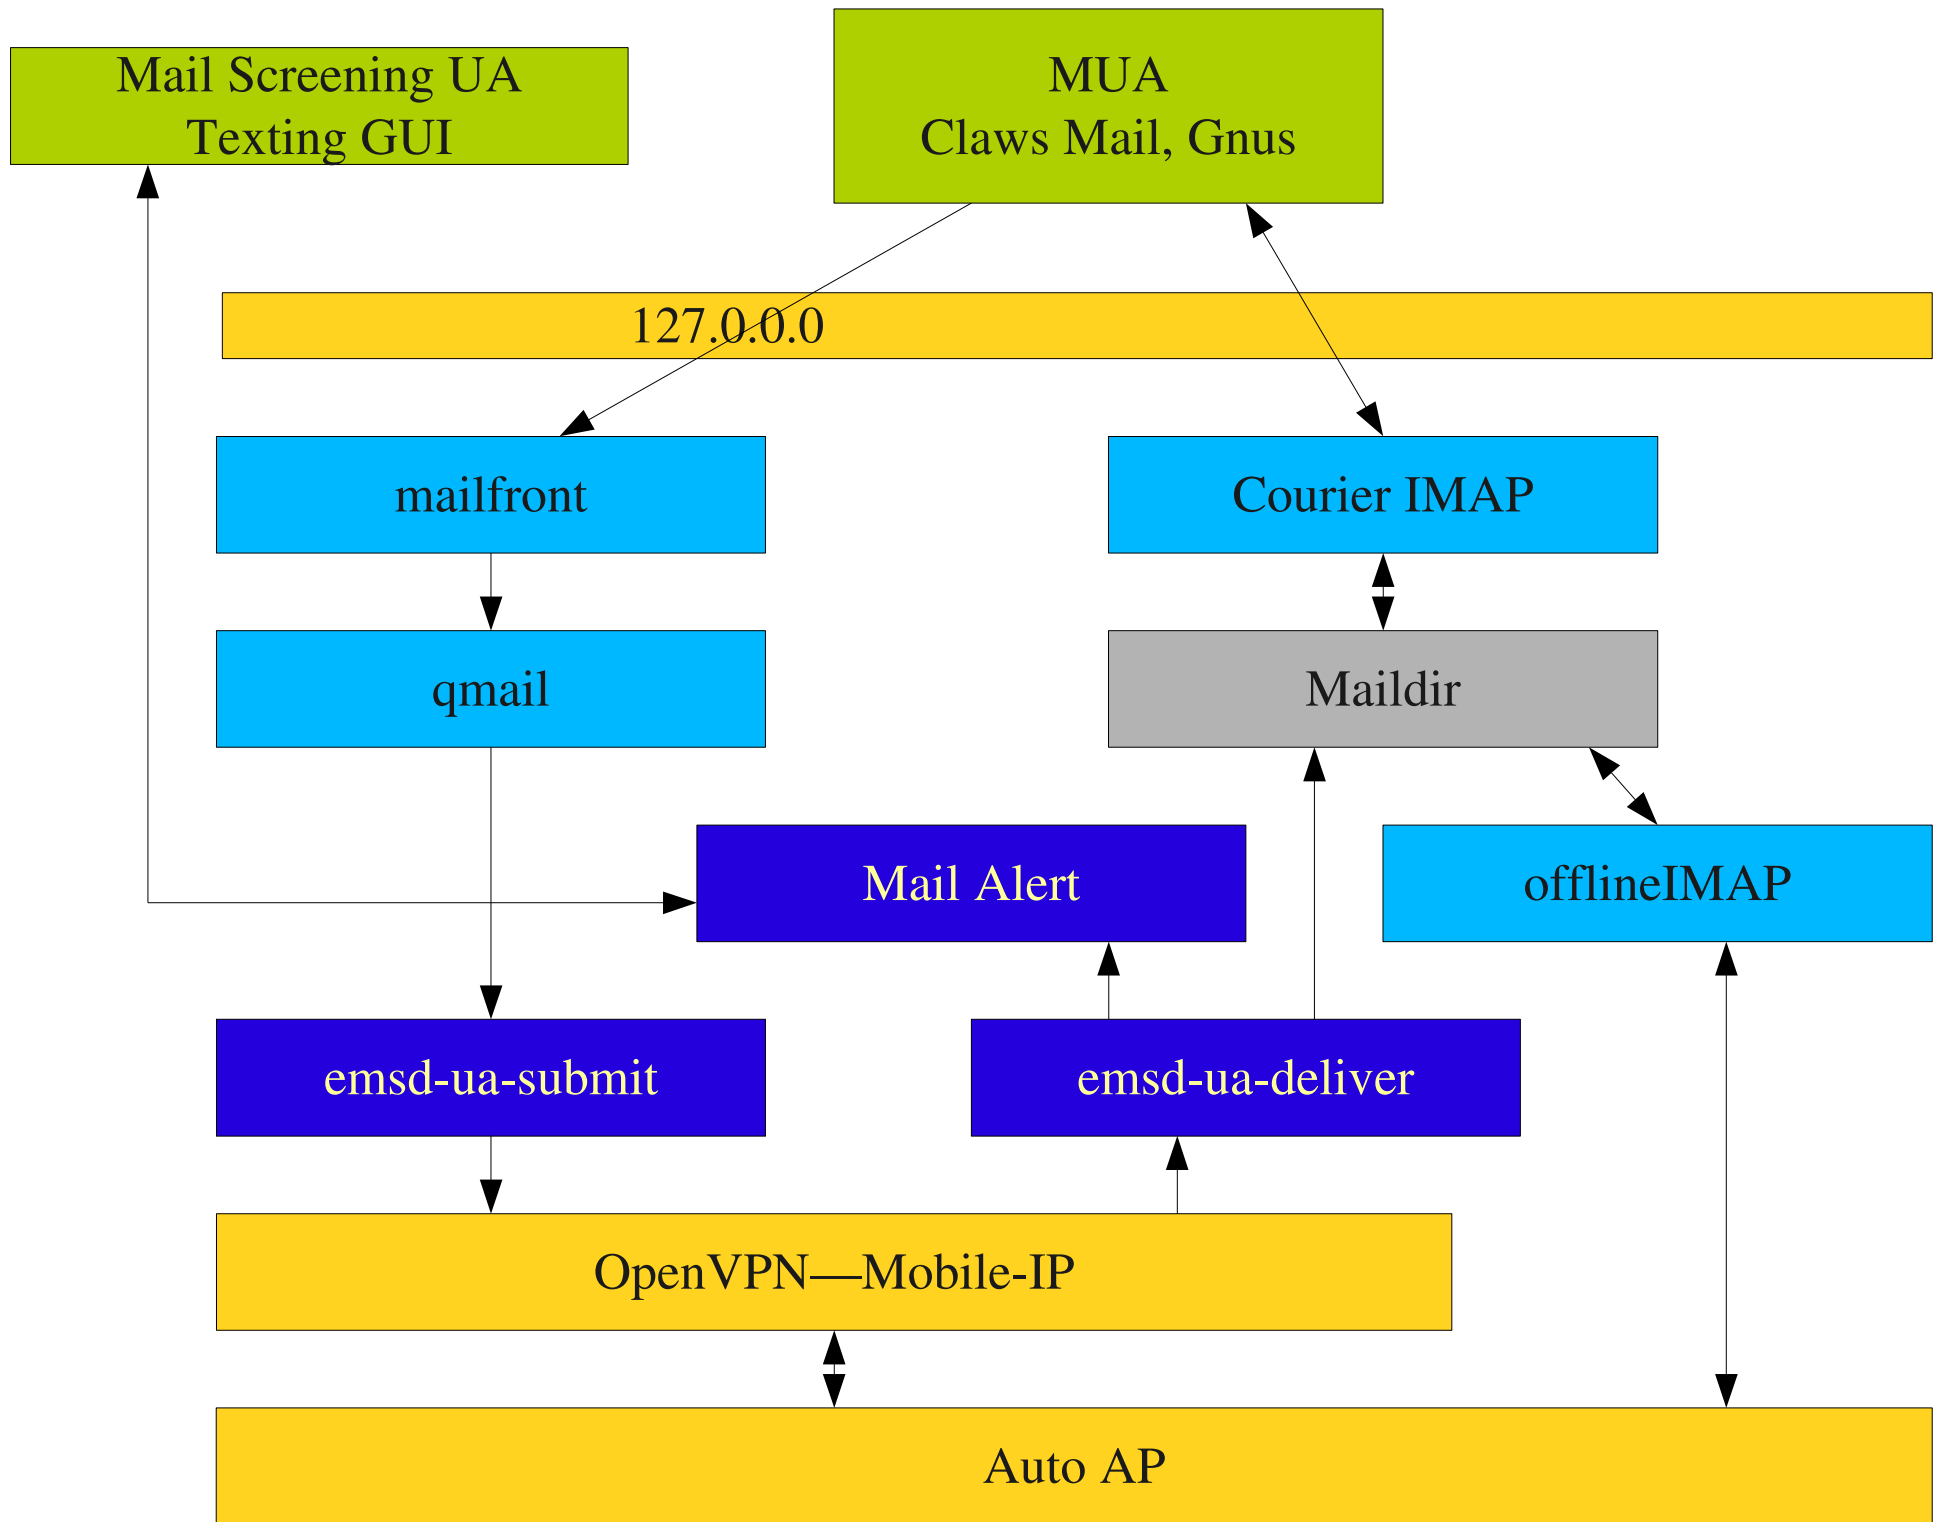 Mail Screening UA
Texting GUI
MUA
Claws Mail, Gnus
127.0.0.0
mailfront
Courier IMAP
qmail
Maildir
Mail Alert
offlineIMAP
emsd-ua-submit
emsd-ua-deliver
OpenVPN—Mobile-IP
Auto AP